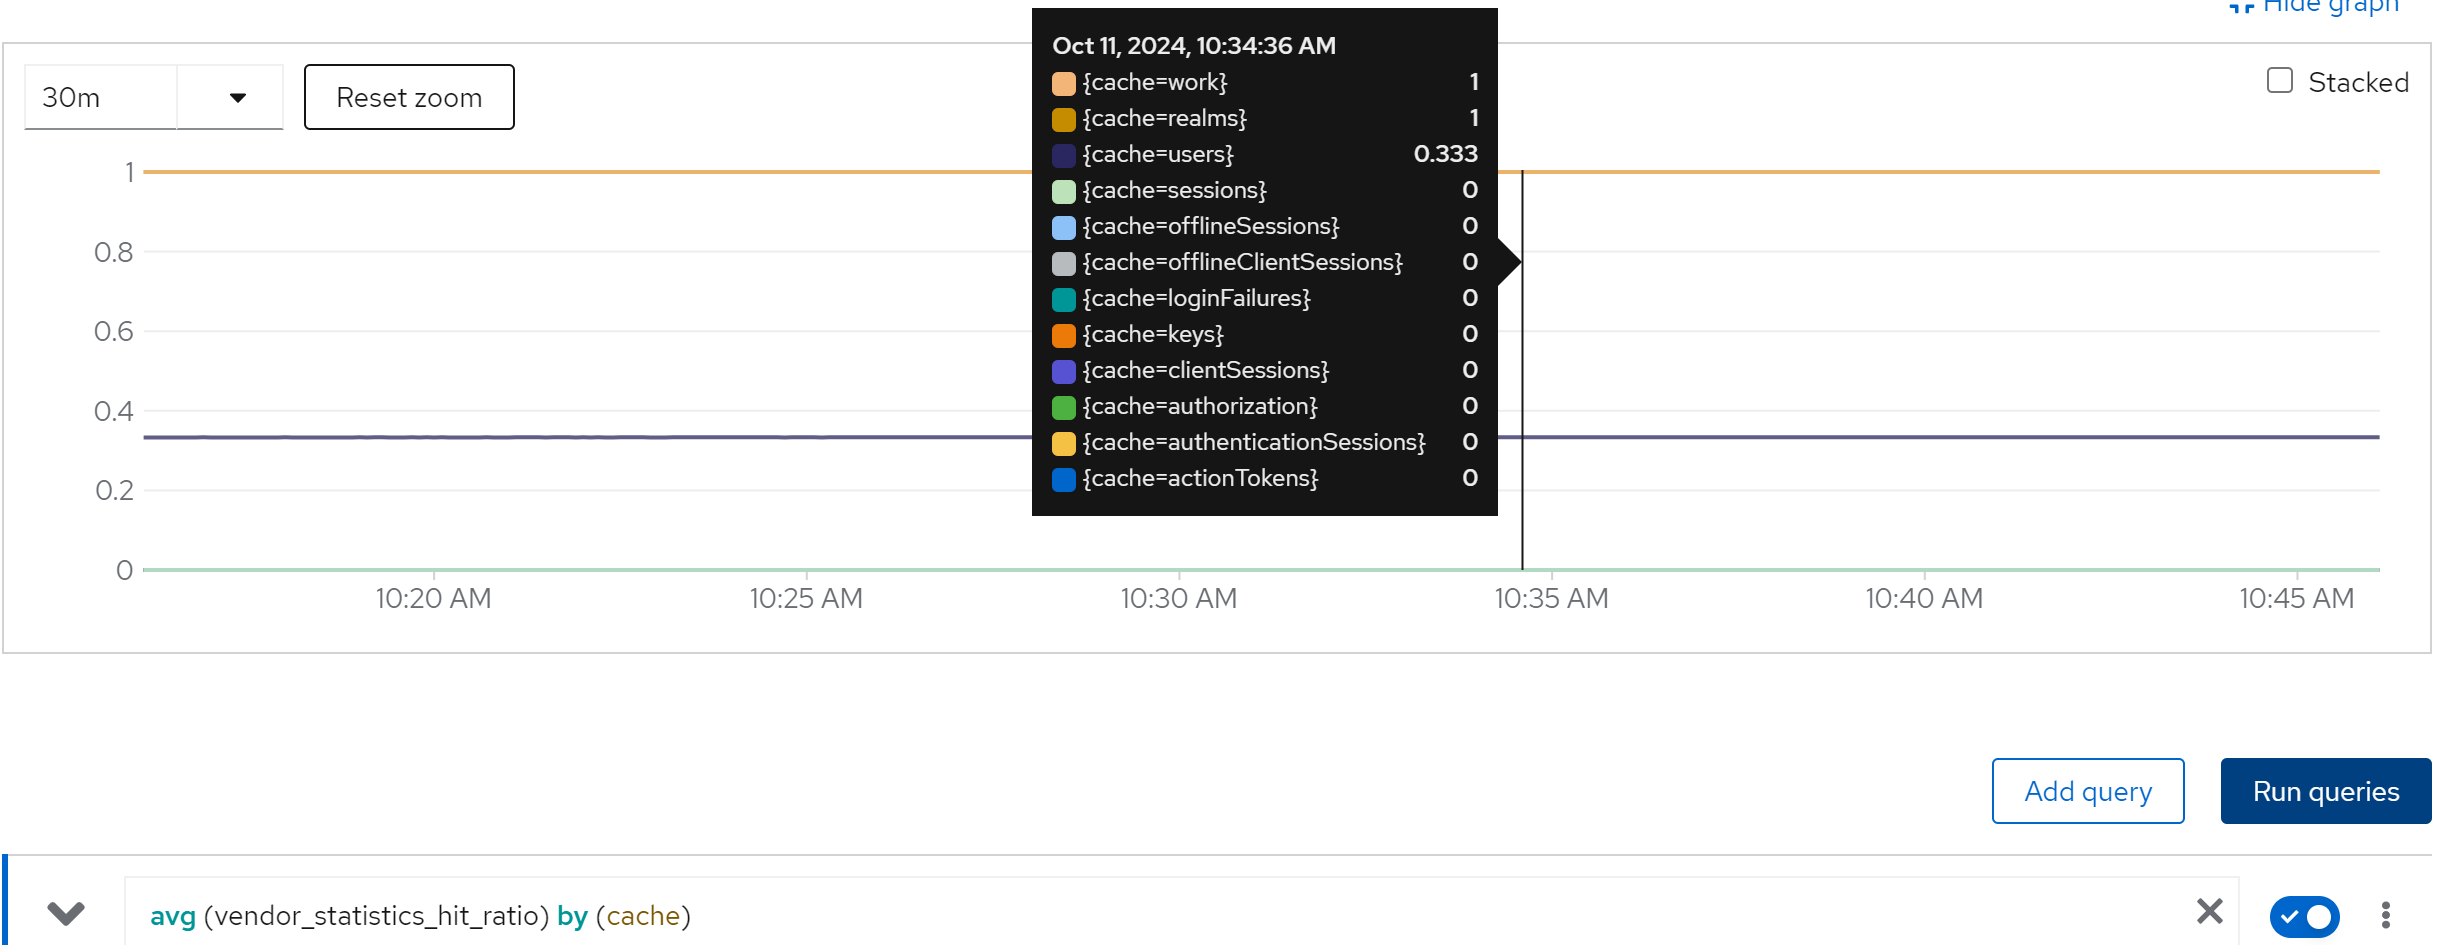 Hide graph
Oct 11, 2024, 10:34:36 AM
{cache=work} 1
{cache=realms} 1
{cache=users} 0.333
{cache=sessions} 0
{cache=offlineSessions} 0
{cache=offlineClientSessions} 0
{cache=loginFailures} 0
{cache=keys} 0
{cache=clientSessions} 0
{cache=authorization} 0
{cache=authenticationSessions} 0
{cache=actionTokens} 0
30m
Reset zoom
Stacked
1
0.8
0.6
0.4
0.2
0
10:20 AM 10:25 AM 10:30 AM 10:35 AM 10:40 AM 10:45 AM
Add query
Run queries
avg (vendor_statistics_hit_ratio) by (cache)